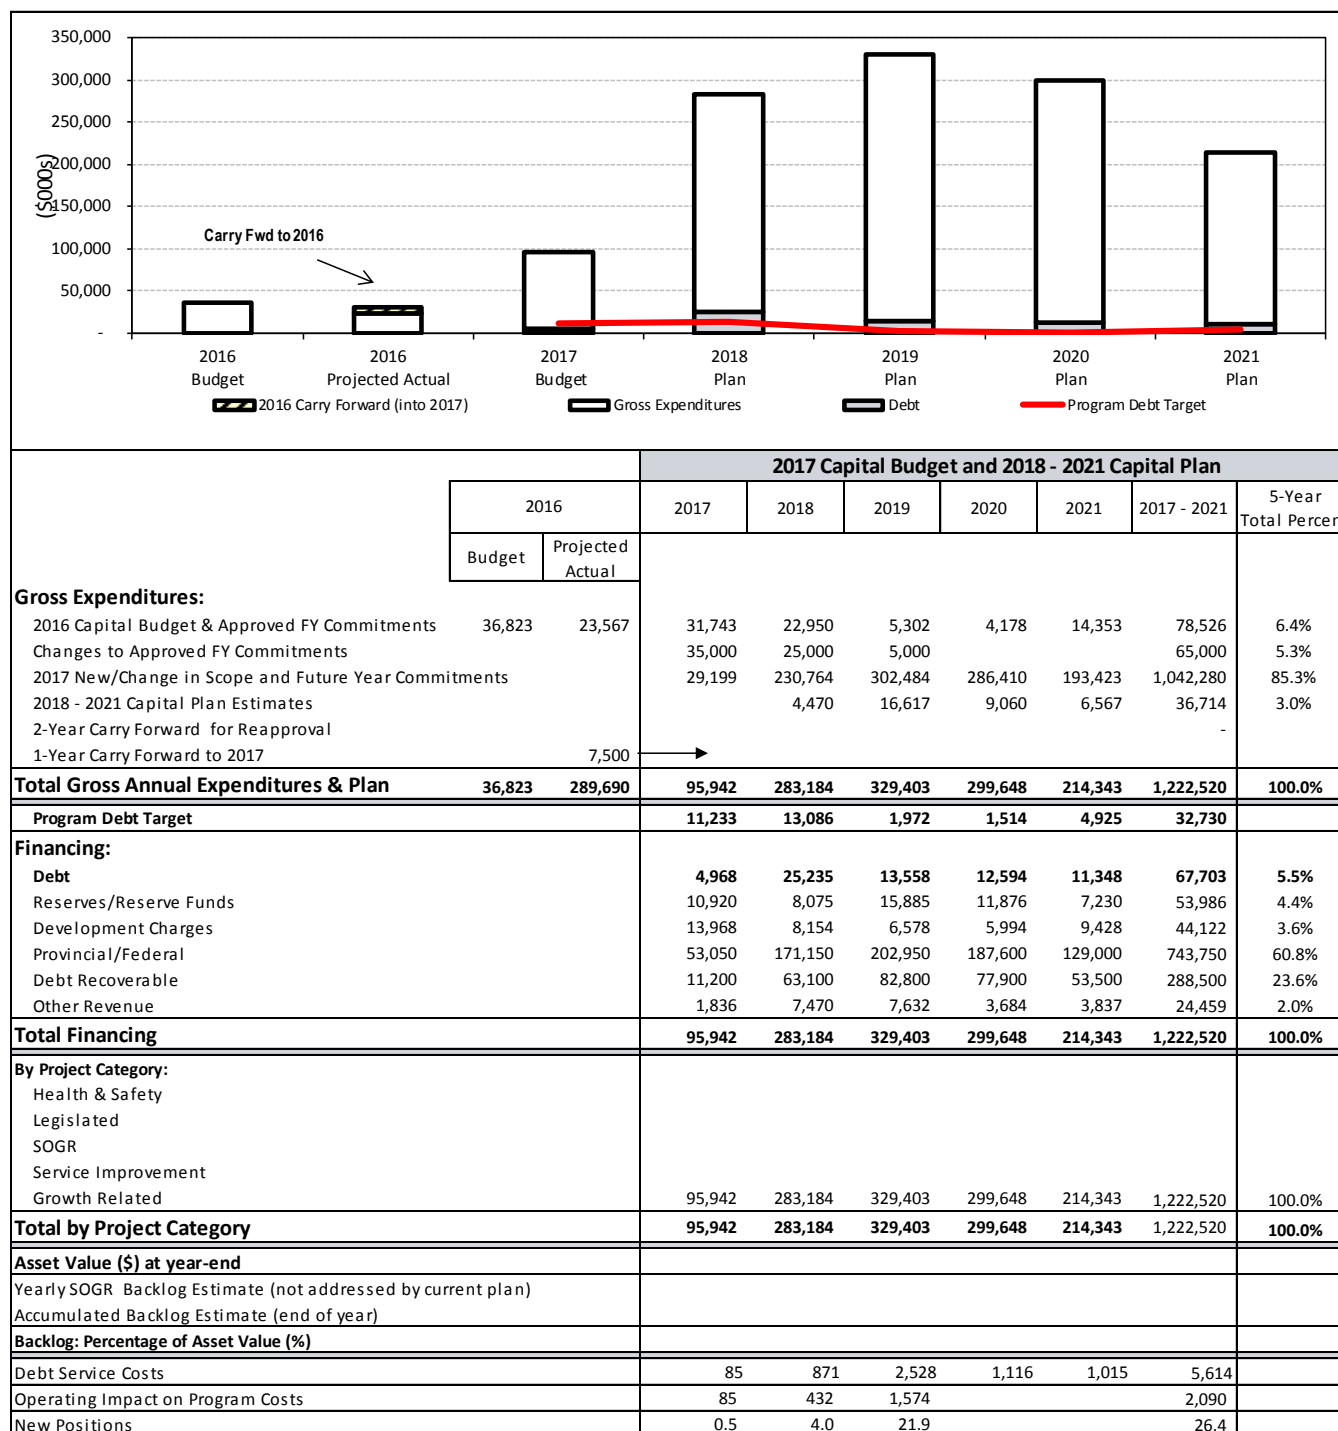 350,000
300,000
250,000
200,000
150,000
100,000
50,000
-
($000s)
Carry Fwd to 2016
2016 2016 2017 2018 2019 2020 2021
Budget Projected Actual Budget Plan Plan Plan Plan
2016 Carry Forward (into 2017) Gross Expenditures Debt Program Debt Target
2017 Capital Budget and 2018 - 2021 Capital Plan
2016 2017 2018 2019 2020 2021 2017 - 2021 5-Year
Total Percen
Budget Projected
Actual
Gross Expenditures:
2016 Capital Budget & Approved FY Commitments 36,823 23,567 31,743 22,950 5,302 4,178 14,353 78,526 6.4%
Changes to Approved FY Commitments 35,000 25,000 5,000 65,000 5.3%
2017 New/Change in Scope and Future Year Commitments 29,199 230,764 302,484 286,410 193,423 1,042,280 85.3%
2018 - 2021 Capital Plan Estimates 4,470 16,617 9,060 6,567 36,714 3.0%
2-Year Carry Forward for Reapproval -
1-Year Carry Forward to 2017 7,500
Total Gross Annual Expenditures & Plan 36,823 289,690 95,942 283,184 329,403 299,648 214,343 1,222,520 100.0%
Program Debt Target 11,233 13,086 1,972 1,514 4,925 32,730
Financing:
Debt 4,968 25,235 13,558 12,594 11,348 67,703 5.5%
Reserves/Reserve Funds 10,920 8,075 15,885 11,876 7,230 53,986 4.4%
Development Charges 13,968 8,154 6,578 5,994 9,428 44,122 3.6%
Provincial/Federal 53,050 171,150 202,950 187,600 129,000 743,750 60.8%
Debt Recoverable 11,200 63,100 82,800 77,900 53,500 288,500 23.6%
Other Revenue 1,836 7,470 7,632 3,684 3,837 24,459 2.0%
Total Financing 95,942 283,184 329,403 299,648 214,343 1,222,520 100.0%
By Project Category:
Health & Safety
Legislated
SOGR
Service Improvement
Growth Related 95,942 283,184 329,403 299,648 214,343 1,222,520 100.0%
Total by Project Category 95,942 283,184 329,403 299,648 214,343 1,222,520 100.0%
Asset Value ($) at year-end
Yearly SOGR Backlog Estimate (not addressed by current plan)
Accumulated Backlog Estimate (end of year)
Backlog: Percentage of Asset Value (%)
Debt Service Costs 85 871 2,528 1,116 1,015 5,614
Operating Impact on Program Costs 85 432 1,574 2,090
New Positions 0.5 4.0 21.9 26.4